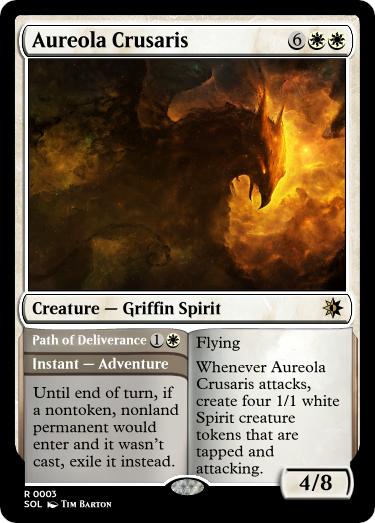 Aureola Crusaris 6
Creature — Griffin Spirit
Path of Deliverance 1
Instant — Adventure
Until end of turn, if
a nontoken, nonland
permanent would
enter and it wasn't
cast, exile it instead.
Flying
Whenever Aureola
Crusaris attacks,
create four 1/1 white
Spirit creature
tokens that are
tapped and
attacking.
4/8
R 0003
SOL Tim Barton